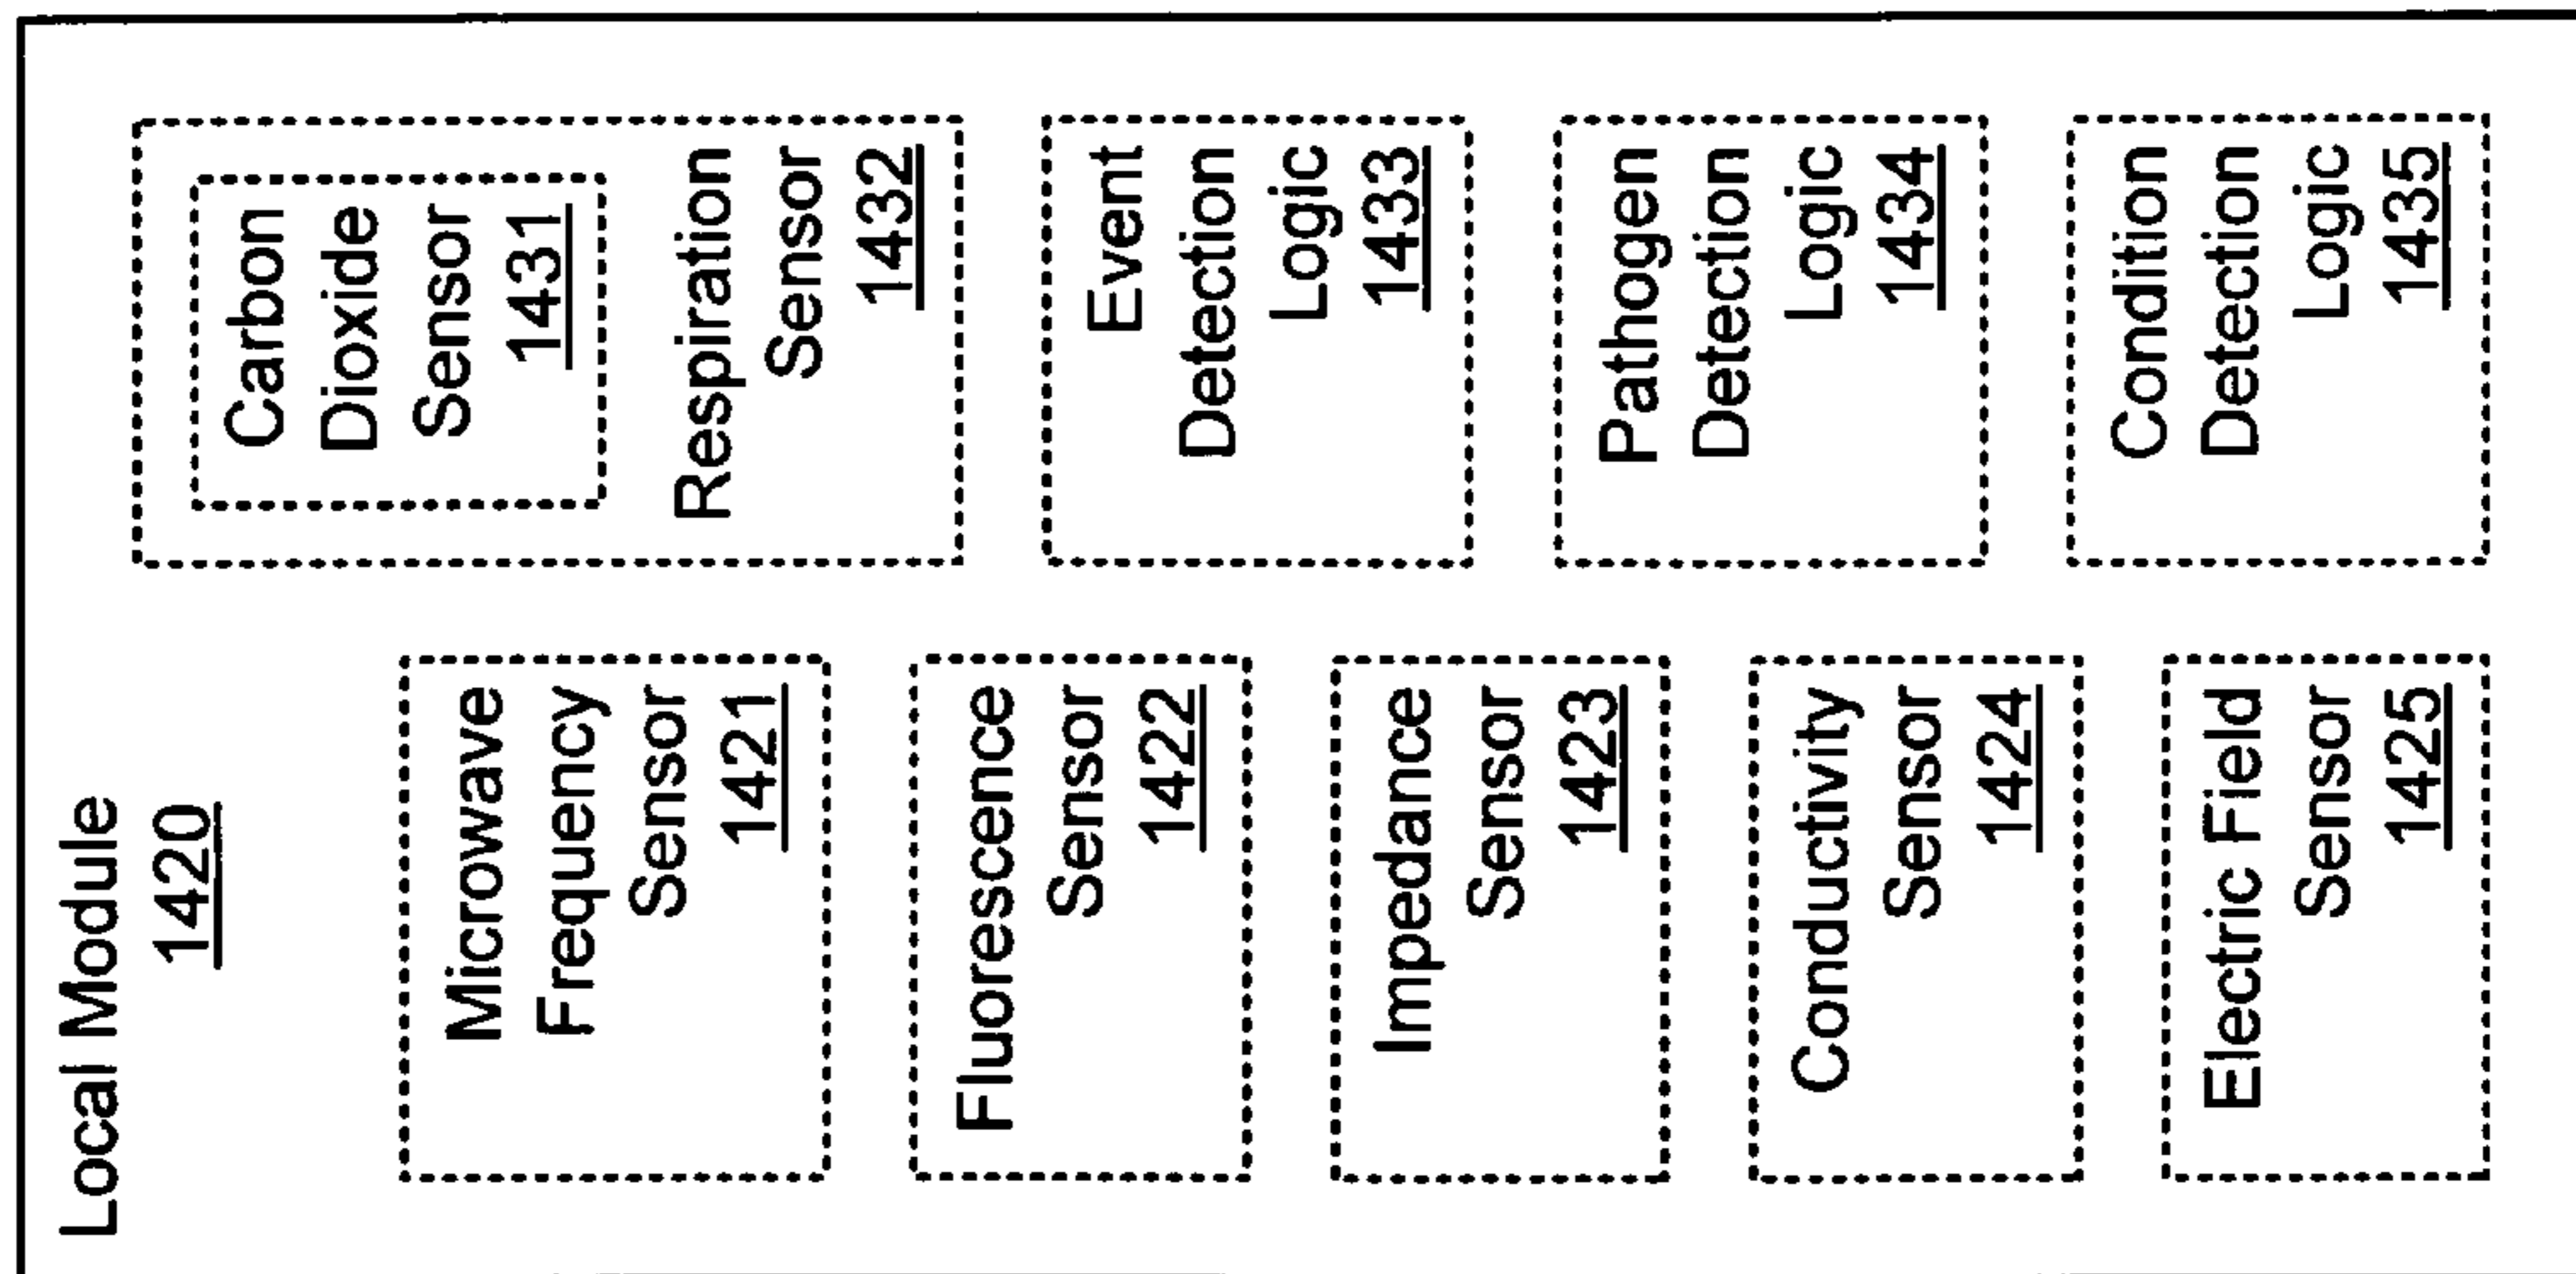 Local Module
1420
Microwave
Frequency
Sensor
1421
Fluorescence
Sensor
1422
Impedance
Sensor
1423
Conductivity
Sensor
1424
Electric Field
Sensor
1425
Carbon
Dioxide
Sensor
1431
Respiration
Sensor
1432
Event
Detection
Logic
1433
Pathogen
Detection
Logic
1434
Condition
Detection
Logic
1435